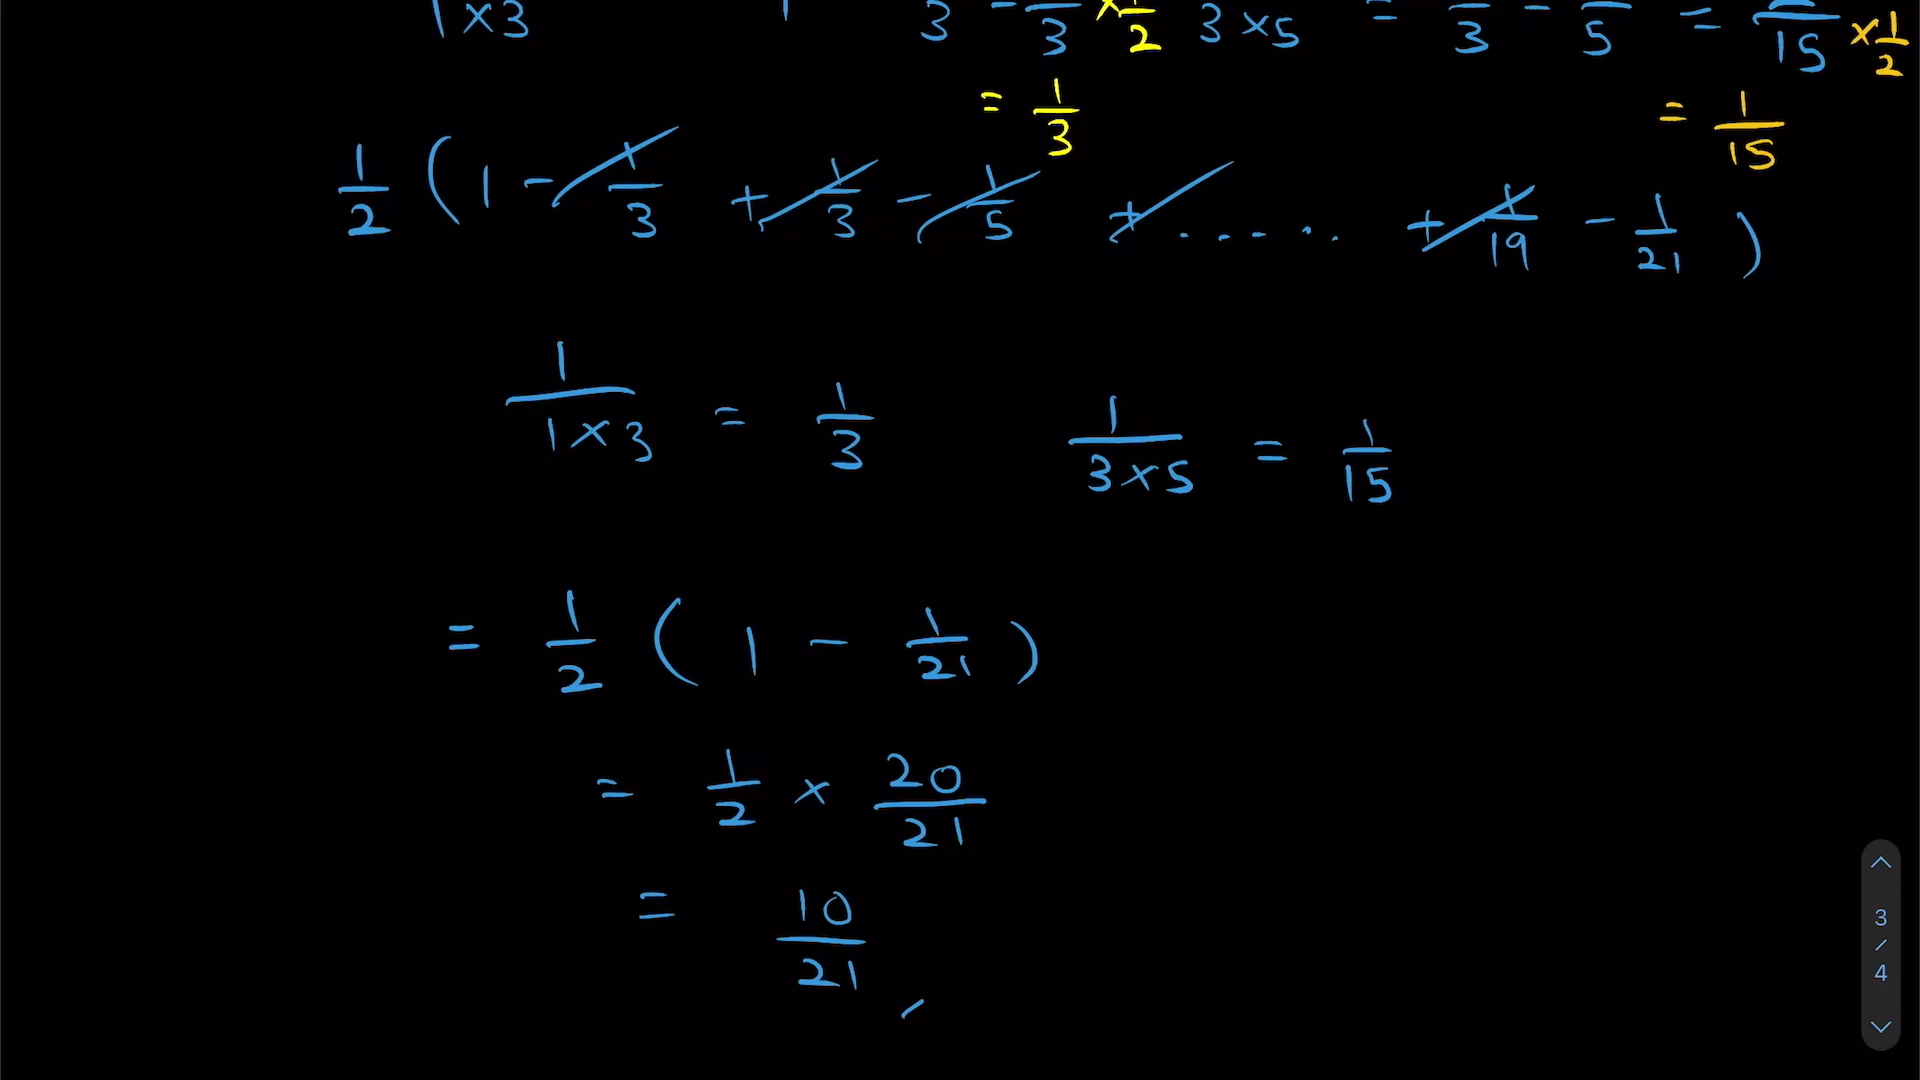 1×3 1 3 - 3 ×1/2 3×5 = 3 - 5 = 15 ×1/2
= 1/3 = 1/15
1/2 ( 1 - 1/3 + 1/3 - 1/5 + ...... + 1/19 - 1/21 )
1/(1×3) = 1/3 1/(3×5) = 1/15
= 1/2 ( 1 - 1/21 )
= 1/2 × 20/21
= 10/21
3
/
4